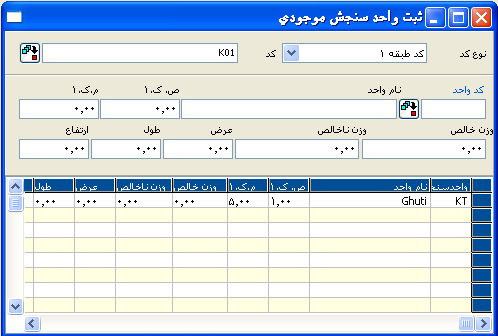 ثبت واحد سنجش موجودي
نوع کد کد طبقه ۱ کد K01
کد واحد نام واحد ص.ک.۱ م.ک.۱
۰,۰۰ ۰,۰۰
وزن خالص وزن ناخالص عرض طول ارتفاع
۰,۰۰ ۰,۰۰ ۰,۰۰ ۰,۰۰ ۰,۰۰
واحدسنج نام واحد ص.ک.۱ م.ک.۱ وزن خالص وزن ناخالص عرض طول
KT Ghuti ۱,۰۰ ۵,۰۰ ۰,۰۰ ۰,۰۰ ۰,۰۰ ۰,۰۰